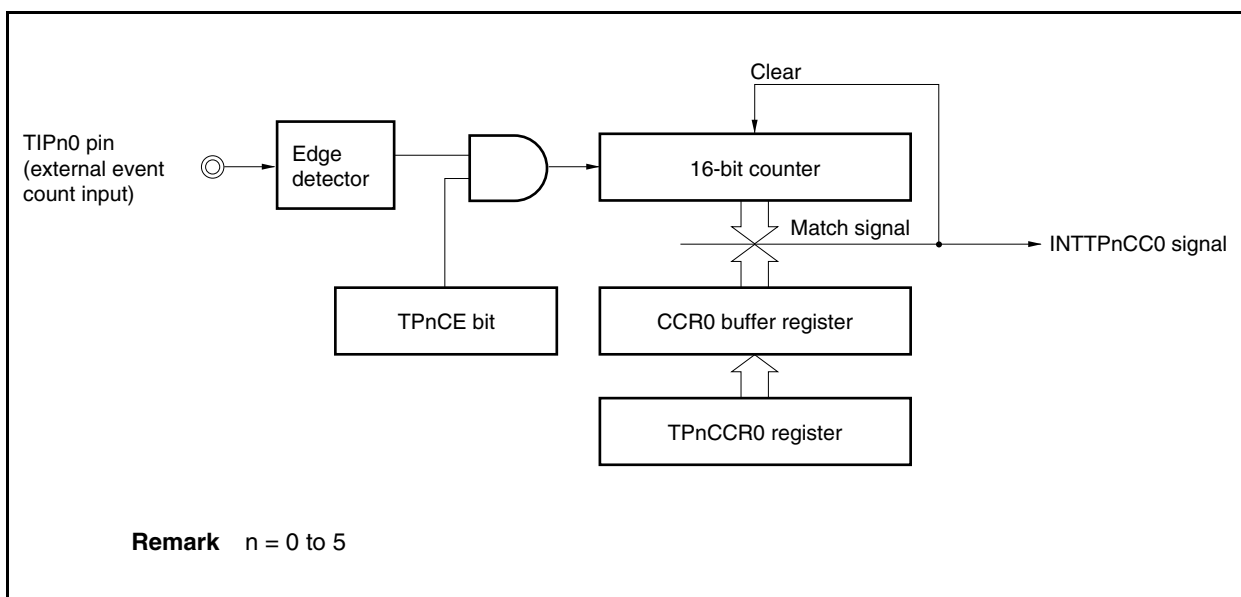 Clear
TIPn0 pin
(external event
count input)
Edge
detector
16-bit counter
Match signal
INTTPnCC0 signal
TPnCE bit
CCR0 buffer register
TPnCCR0 register
Remark n = 0 to 5